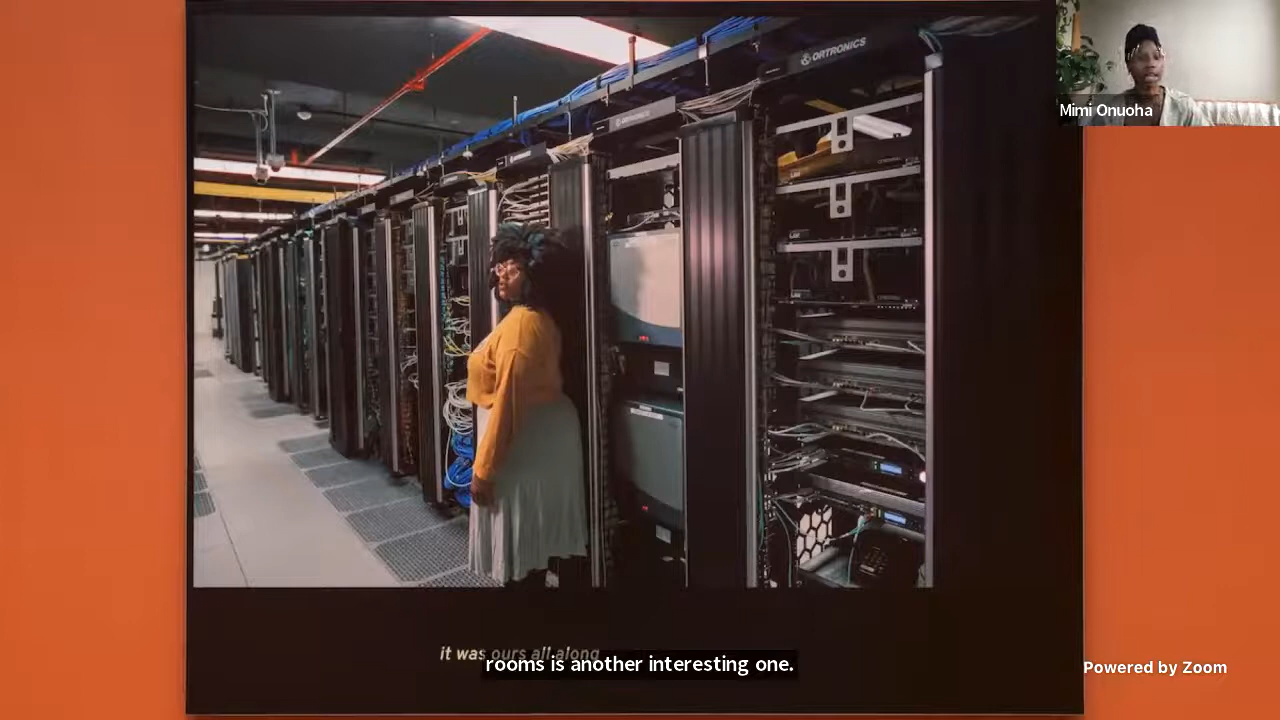 ORTRONICS
Mimi Onuoha
it was ours all along
rooms is another interesting one.
Powered by Zoom